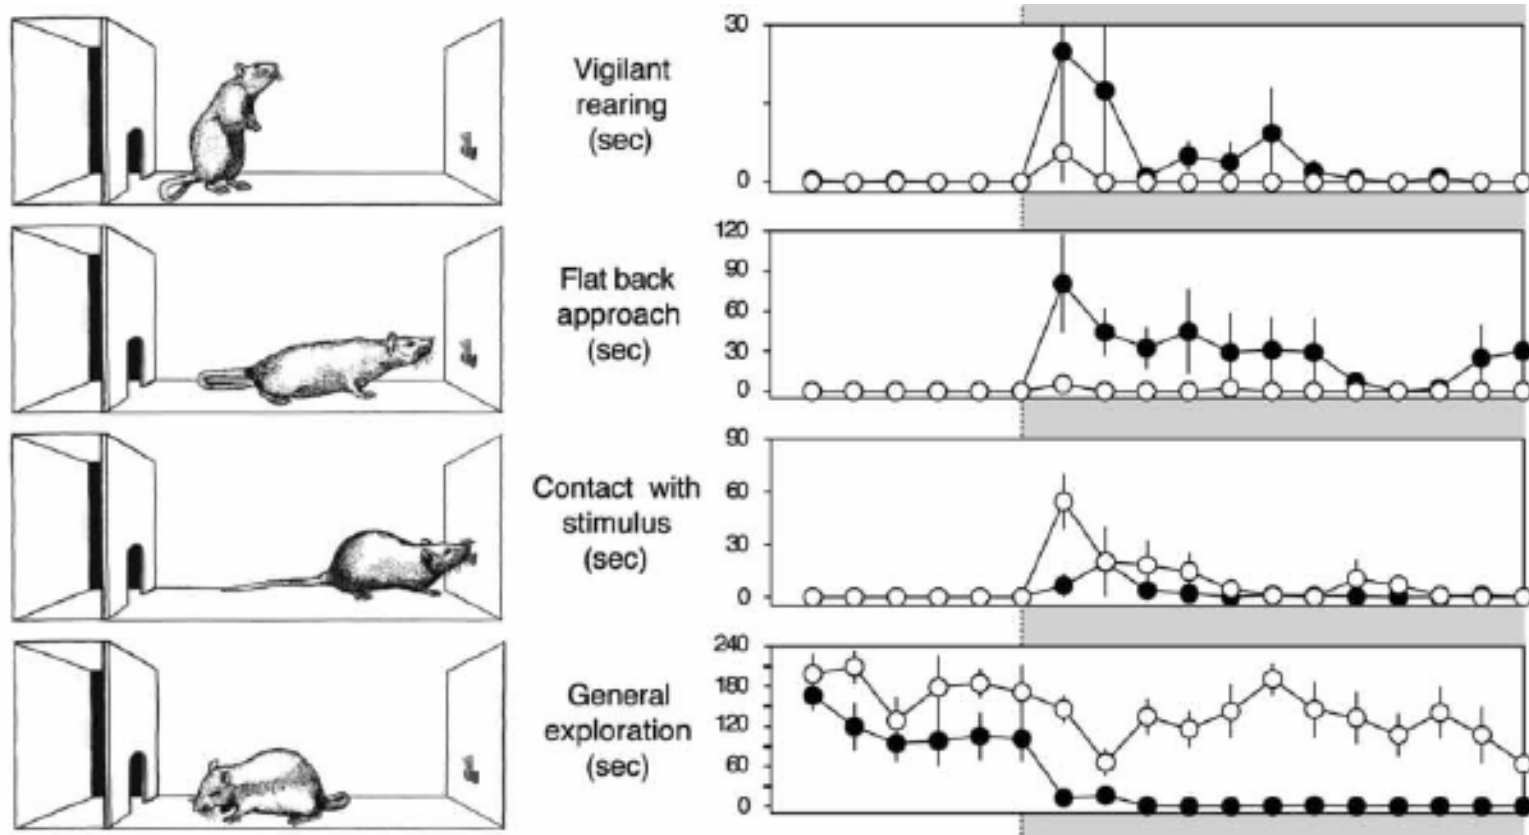 Vigilant
rearing
(sec)
30
0
Flat back
approach
(sec)
120
90
60
30
0
Contact with
stimulus
(sec)
90
60
30
0
General
exploration
(sec)
240
180
120
60
0